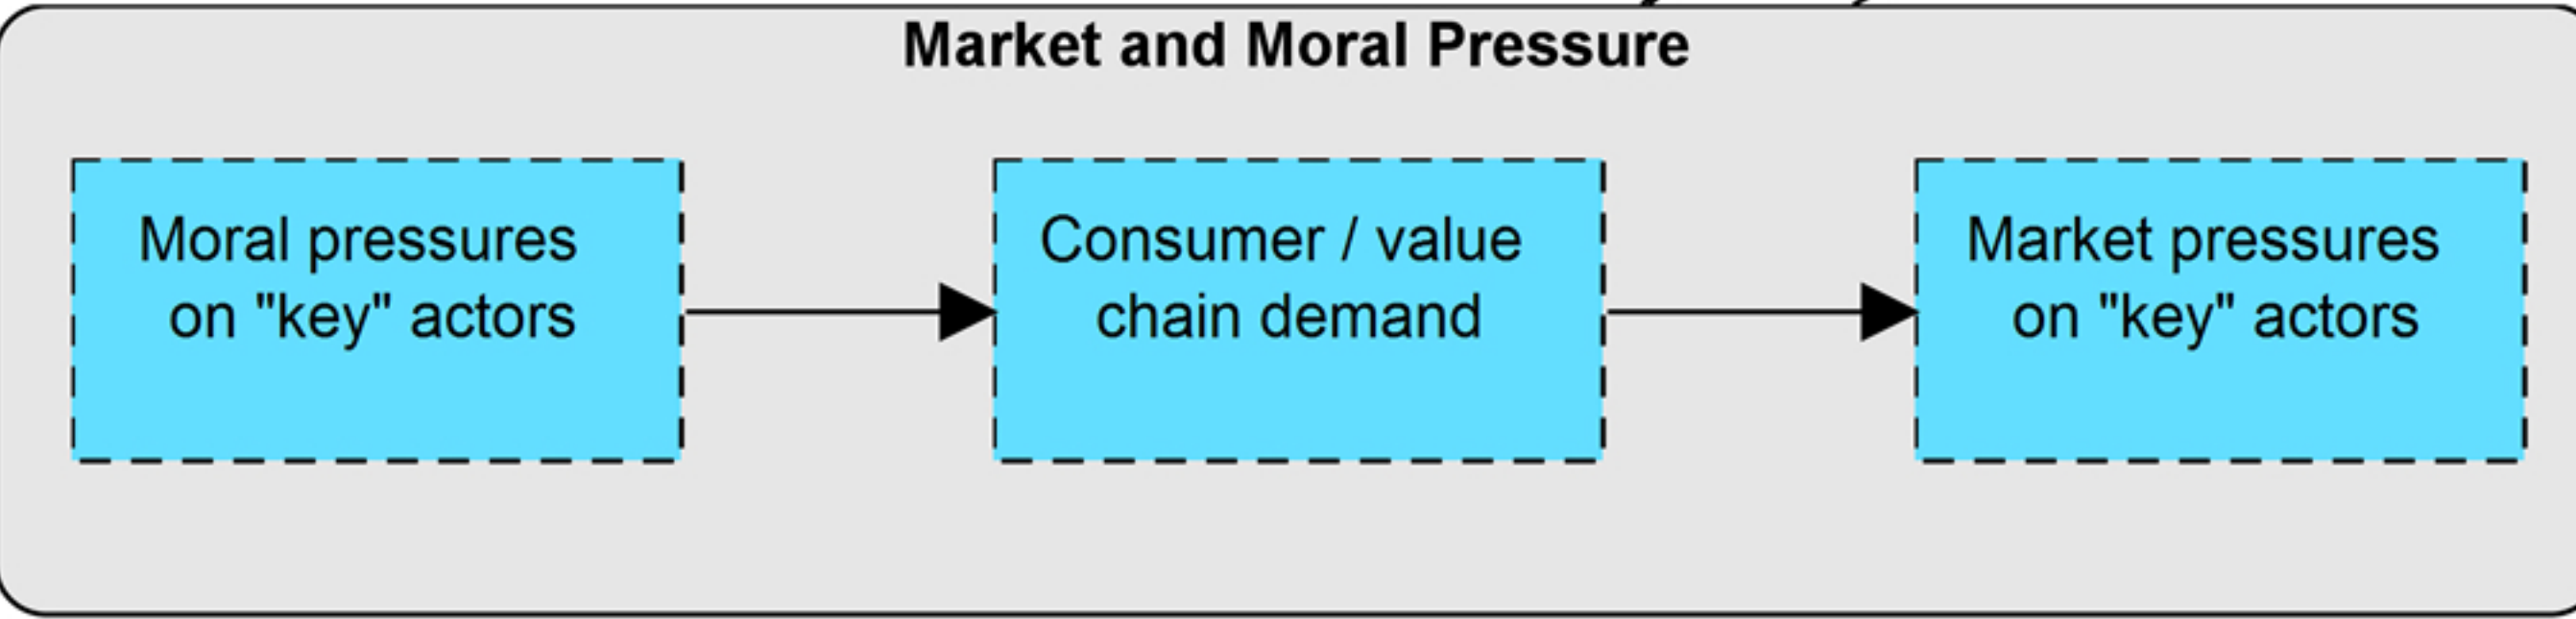 Market and Moral Pressure
Moral pressures
on "key" actors
Consumer / value
chain demand
Market pressures
on "key" actors